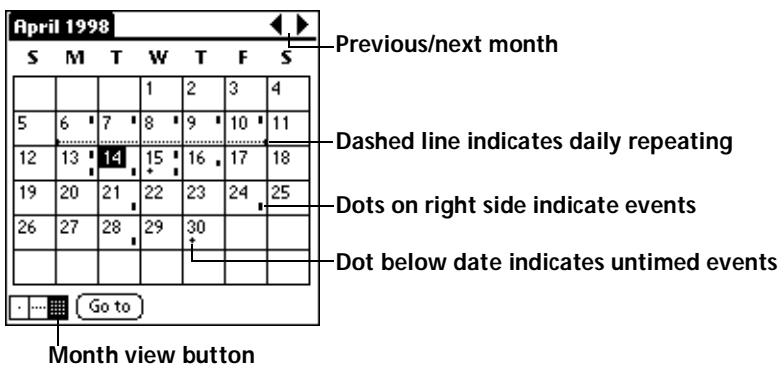 April 1998
Previous/next month
S M T W T F S
1 2 3 4
5 6 7 8 9 10 11
Dashed line indicates daily repeating
12 13 14 15 16 17 18
19 20 21 22 23 24 25
Dots on right side indicate events
26 27 28 29 30
Dot below date indicates untimed events
Go to
Month view button